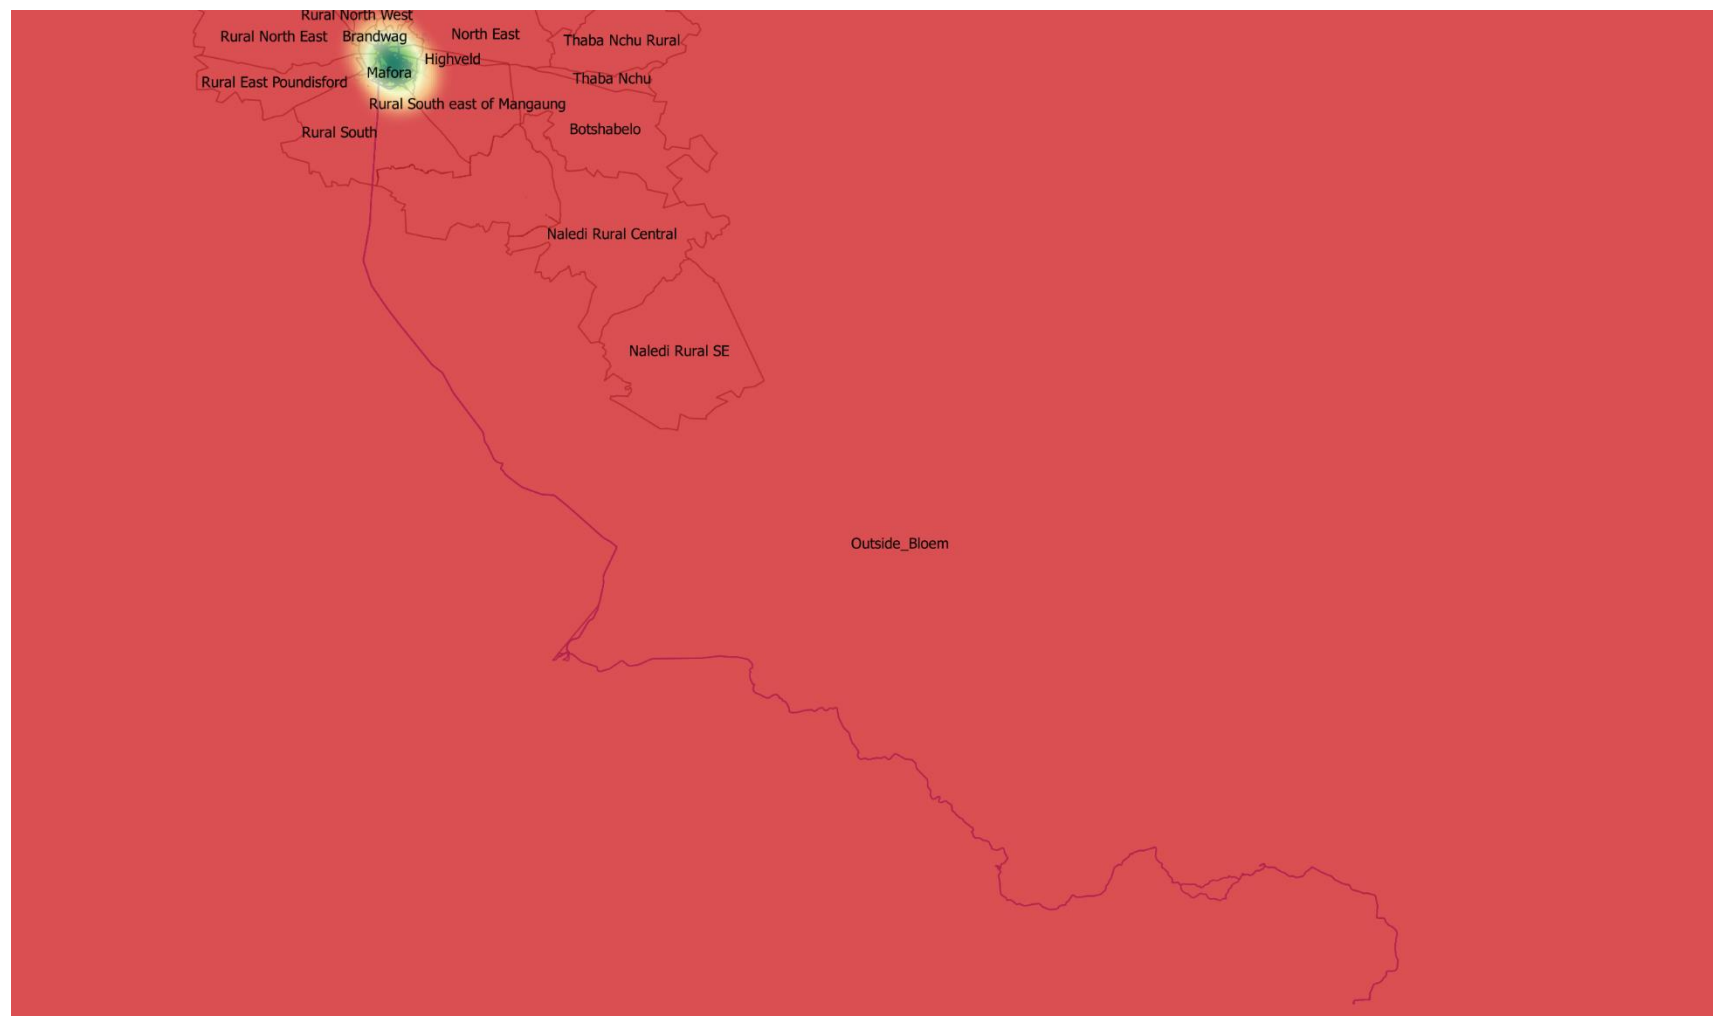 Rural North West
Rural North East
Brandwag
North East
Thaba Nchu Rural
Highveld
Mafora
Thaba Nchu
Rural East Poundisford
Rural South east of Mangaung
Rural South
Botshabelo
Naledi Rural Central
Naledi Rural SE
Outside_Bloem